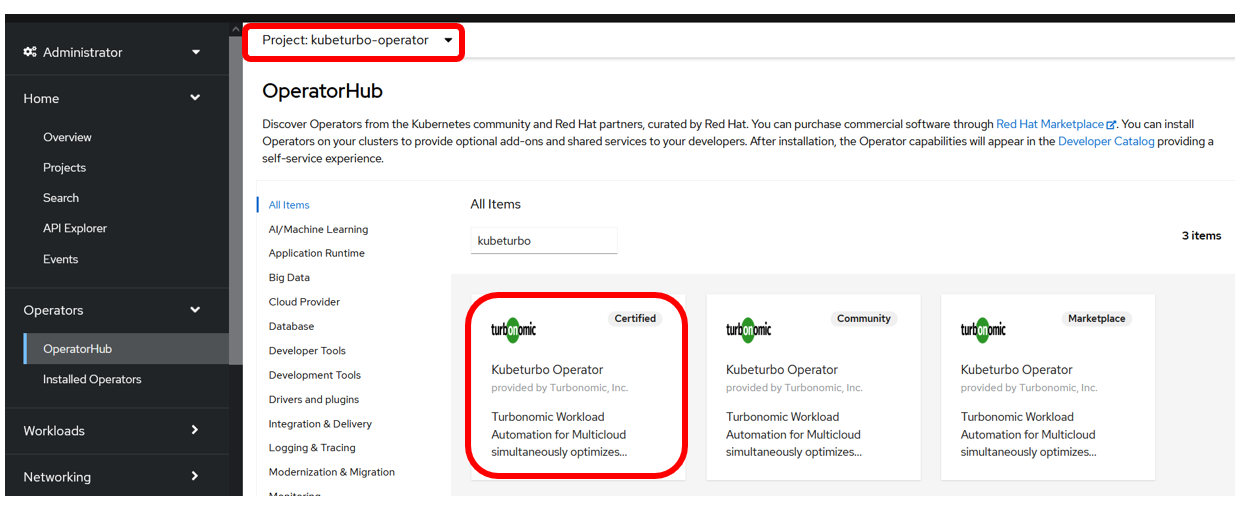 Administrator
Home
Overview
Projects
Search
API Explorer
Events
Operators
OperatorHub
Installed Operators
Workloads
Networking
Project: kubeturbo-operator
OperatorHub
Discover Operators from the Kubernetes community and Red Hat partners, curated by Red Hat. You can purchase commercial software through Red Hat Marketplace. You can install
Operators on your clusters to provide optional add-ons and shared services to your developers. After installation, the Operator capabilities will appear in the Developer Catalog providing a
self-service experience.
All Items
AI/Machine Learning
Application Runtime
Big Data
Cloud Provider
Database
Developer Tools
Development Tools
Drivers and plugins
Integration & Delivery
Logging & Tracing
Modernization & Migration
Monitoring
All Items
kubeturbo
3 items
turbonomic
Certified
Kubeturbo Operator
provided by Turbonomic, Inc.
Turbonomic Workload
Automation for Multicloud
simultaneously optimizes...
turbonomic
Community
Kubeturbo Operator
provided by Turbonomic, Inc.
Turbonomic Workload
Automation for Multicloud
simultaneously optimizes...
turbonomic
Marketplace
Kubeturbo Operator
provided by Turbonomic, Inc.
Turbonomic Workload
Automation for Multicloud
simultaneously optimizes...